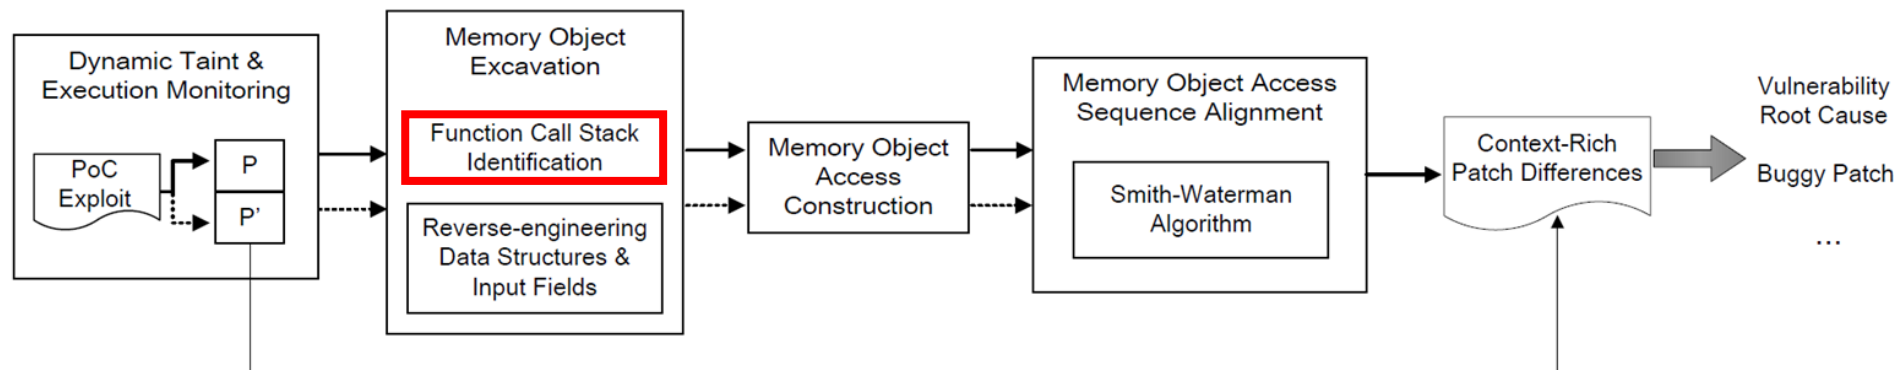 Dynamic Taint &
Execution Monitoring
PoC
Exploit
P
P’
Memory Object
Excavation
Function Call Stack
Identification
Reverse-engineering
Data Structures &
Input Fields
Memory Object
Access
Construction
Memory Object Access
Sequence Alignment
Smith-Waterman
Algorithm
Context-Rich
Patch Differences
Vulnerability
Root Cause
Buggy Patch
...